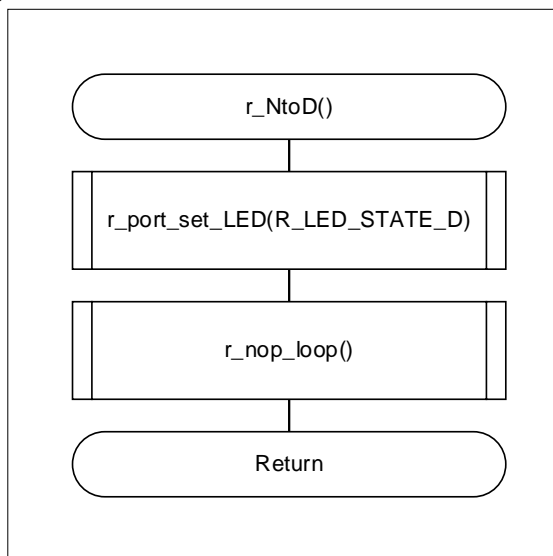 r_NtoD()
r_port_set_LED(R_LED_STATE_D)
r_nop_loop()
Return